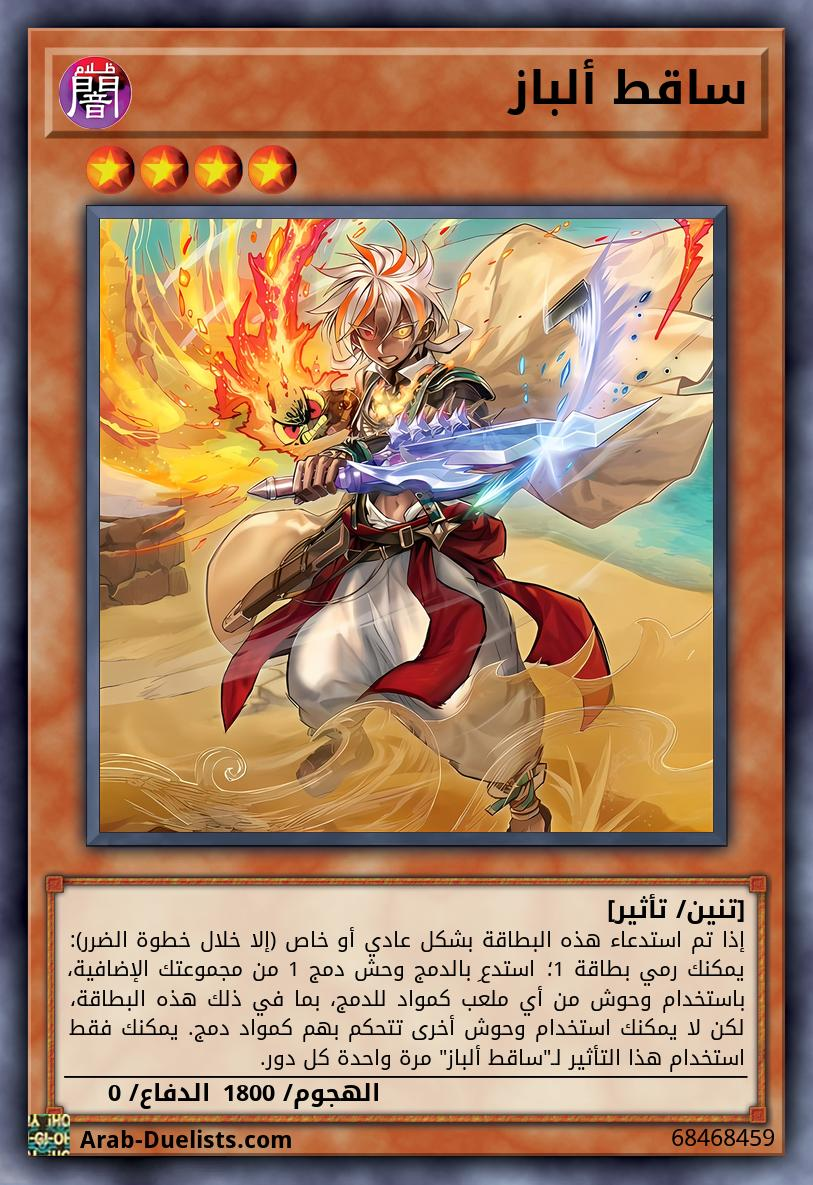 ساقط ألباز
ظلام
闇
[تنين/ تأثير]
إذا تم استدعاء هذه البطاقة بشكل عادي أو خاص (إلا خلال خطوة الضرر):
يمكنك رمي بطاقة 1؛ استدعِ بالدمج وحش دمج 1 من مجموعتك الإضافية،
باستخدام وحوش من أي ملعب كمواد للدمج، بما في ذلك هذه البطاقة،
لكن لا يمكنك استخدام وحوش أخرى تتحكم بهم كمواد دمج. يمكنك فقط
استخدام هذا التأثير لـ"ساقط ألباز" مرة واحدة كل دور.
الهجوم/ 1800 الدفاع/ 0
Arab-Duelists.com
68468459